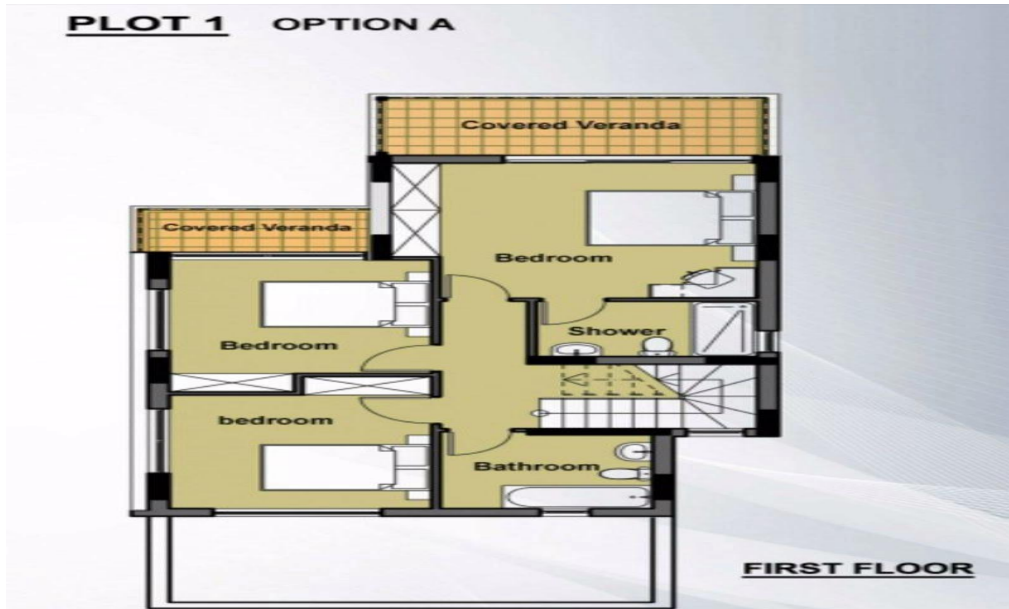 PLOT 1 OPTION A
Covered Veranda
Covered Veranda
Bedroom
Shower
Bedroom
bedroom
Bathroom
FIRST FLOOR